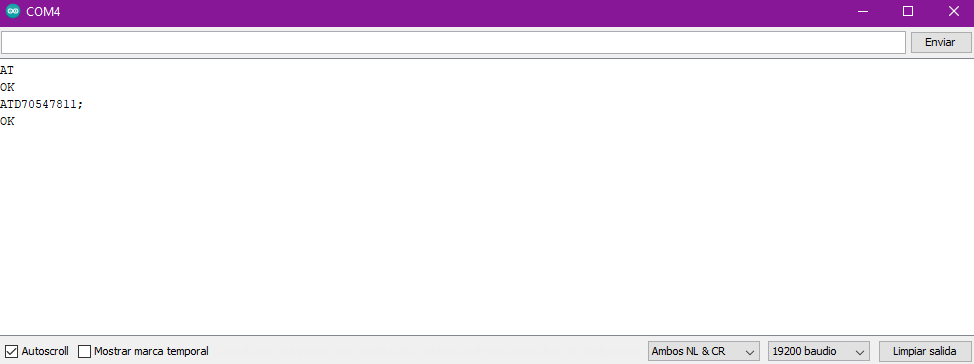 COM4
Enviar
AT
OK
ATD70547811;
OK
Autoscroll
Mostrar marca temporal
Ambos NL & CR
19200 baudio
Limpiar salida